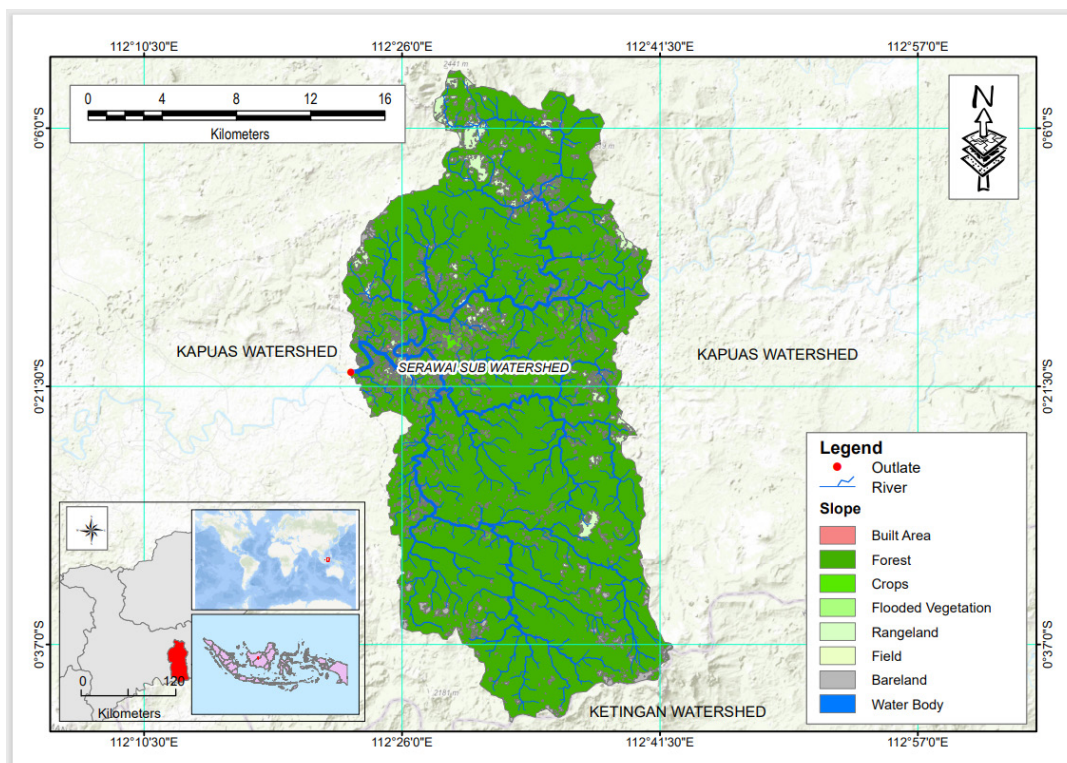 112°10'30"E 112°26'0"E 112°41'30"E 112°57'0"E
2441 m
0 4 8 12 16
Kilometers
N
0°6'0"S 0°6'0"S
KAPUAS WATERSHED
KAPUAS WATERSHED
SERAWAI SUB WATERSHED
0°21'30"S 0°21'30"S
Legend
Outlate
River
Slope
Built Area
Forest
Crops
Flooded Vegetation
Rangeland
Field
Bareland
Water Body
0 120
Kilometers
0°37'0"S 0°37'0"S
2181 m
KETINGAN WATERSHED
112°10'30"E 112°26'0"E 112°41'30"E 112°57'0"E